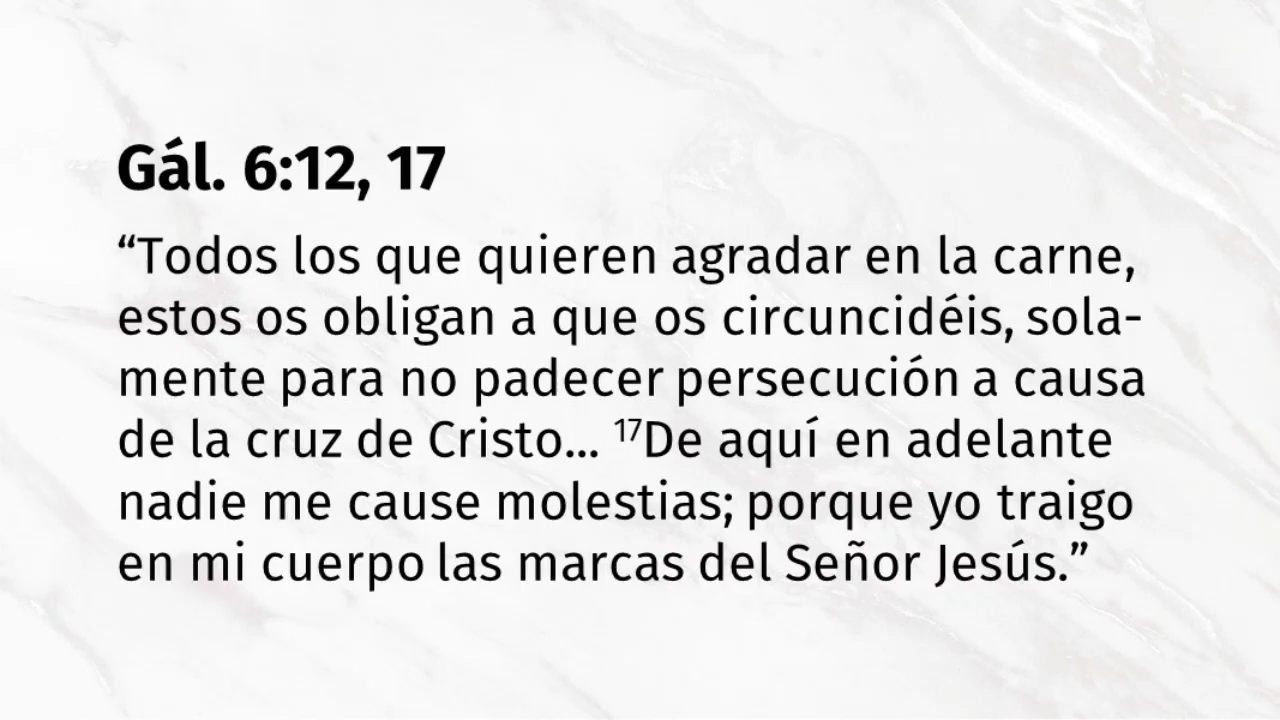 Gál. 6:12, 17
“Todos los que quieren agradar en la carne,
estos os obligan a que os circuncidéis, sola-
mente para no padecer persecución a causa
de la cruz de Cristo... ¹⁷De aquí en adelante
nadie me cause molestias; porque yo traigo
en mi cuerpo las marcas del Señor Jesús.”